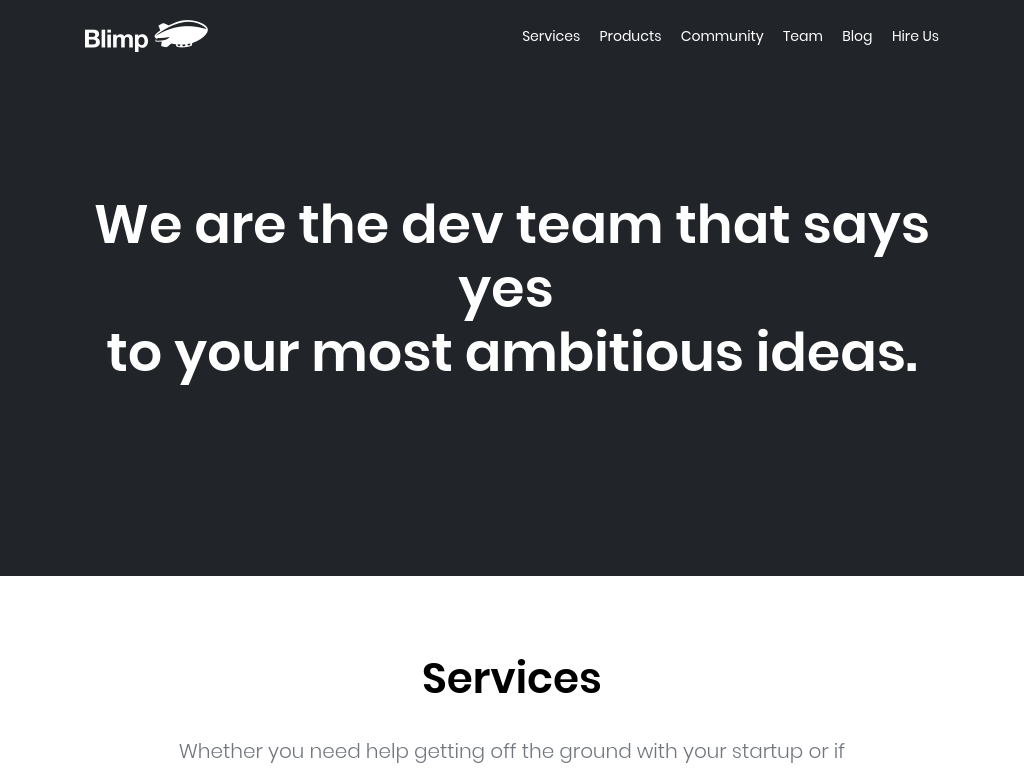 Blimp
Services Products Community Team Blog Hire Us
We are the dev team that says
yes
to your most ambitious ideas.
Services
Whether you need help getting off the ground with your startup or if